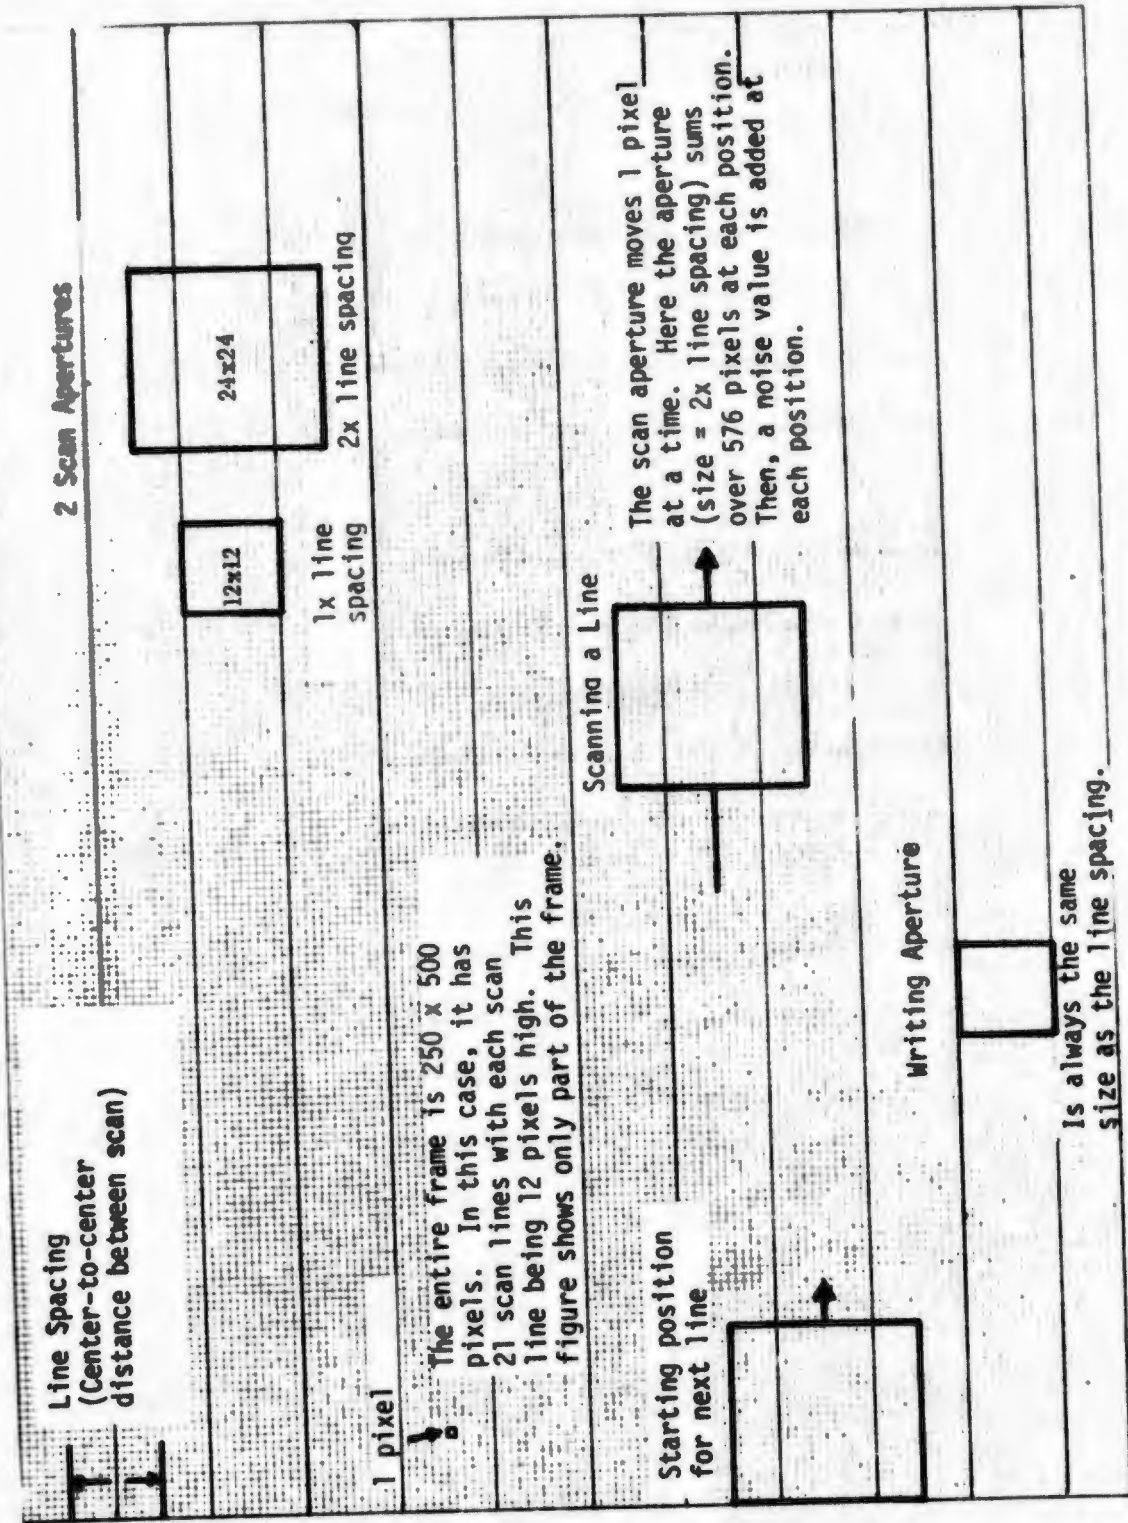 2 Scan Apertures
Line Spacing
(Center-to-center
distance between scan)
12x12
24x24
1x line
spacing
2x line spacing
1 pixel
The entire frame is 250 x 500
pixels. In this case, it has
21 scan lines with each scan
line being 12 pixels high. This
figure shows only part of the frame.
Scanning a Line
The scan aperture moves 1 pixel
at a time. Here the aperture
(size = 2x line spacing) sums
over 576 pixels at each position.
Then, a noise value is added at
each position.
Starting position
for next line
Writing Aperture
Is always the same
size as the line spacing.